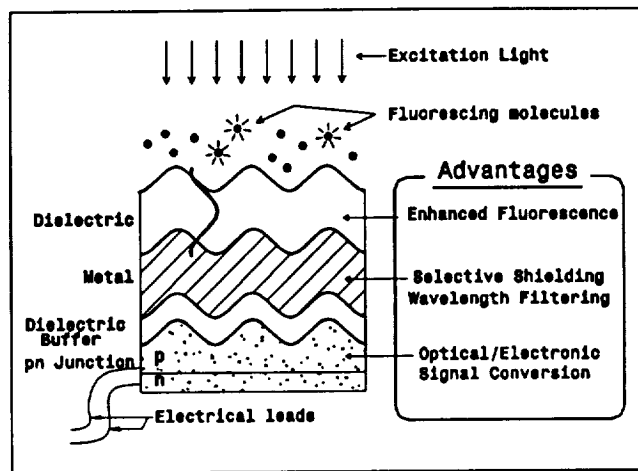 Excitation Light
Fluorescing molecules
Advantages
Dielectric
Enhanced Fluorescence
Metal
Selective Shielding
Wavelength Filtering
Dielectric
Buffer
pn Junction
p
n
Optical/Electronic
Signal Conversion
Electrical leads